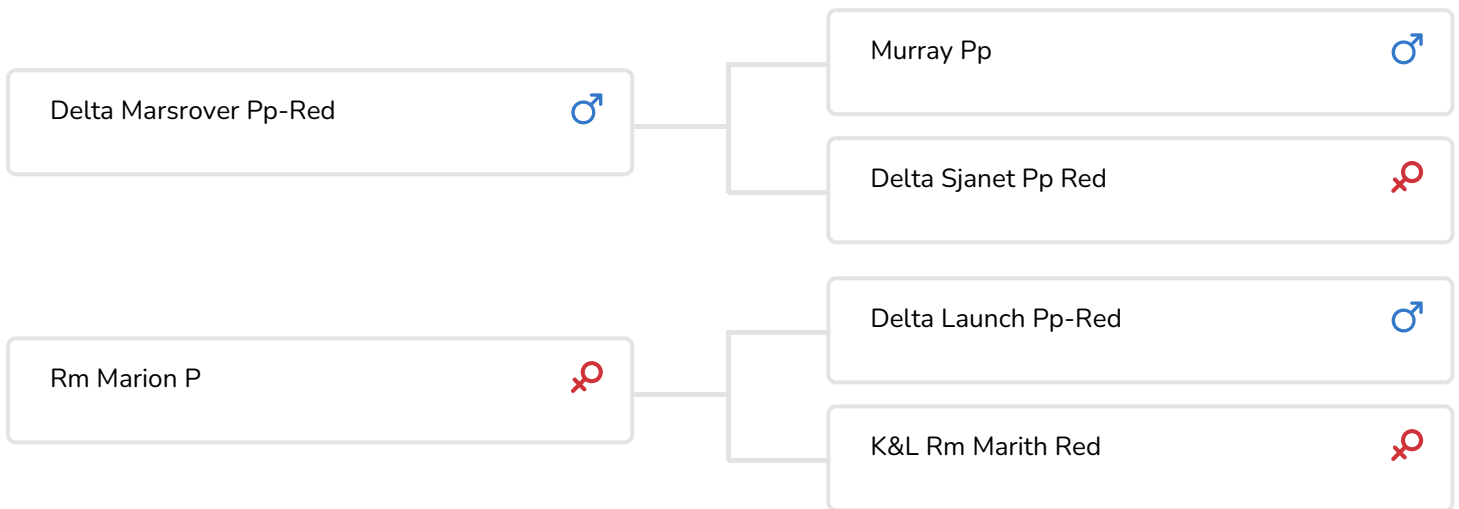 Murray Pp
Delta Marsrover Pp-Red
Delta Sjanet Pp Red
Delta Launch Pp-Red
Rm Marion P
K&L Rm Marith Red